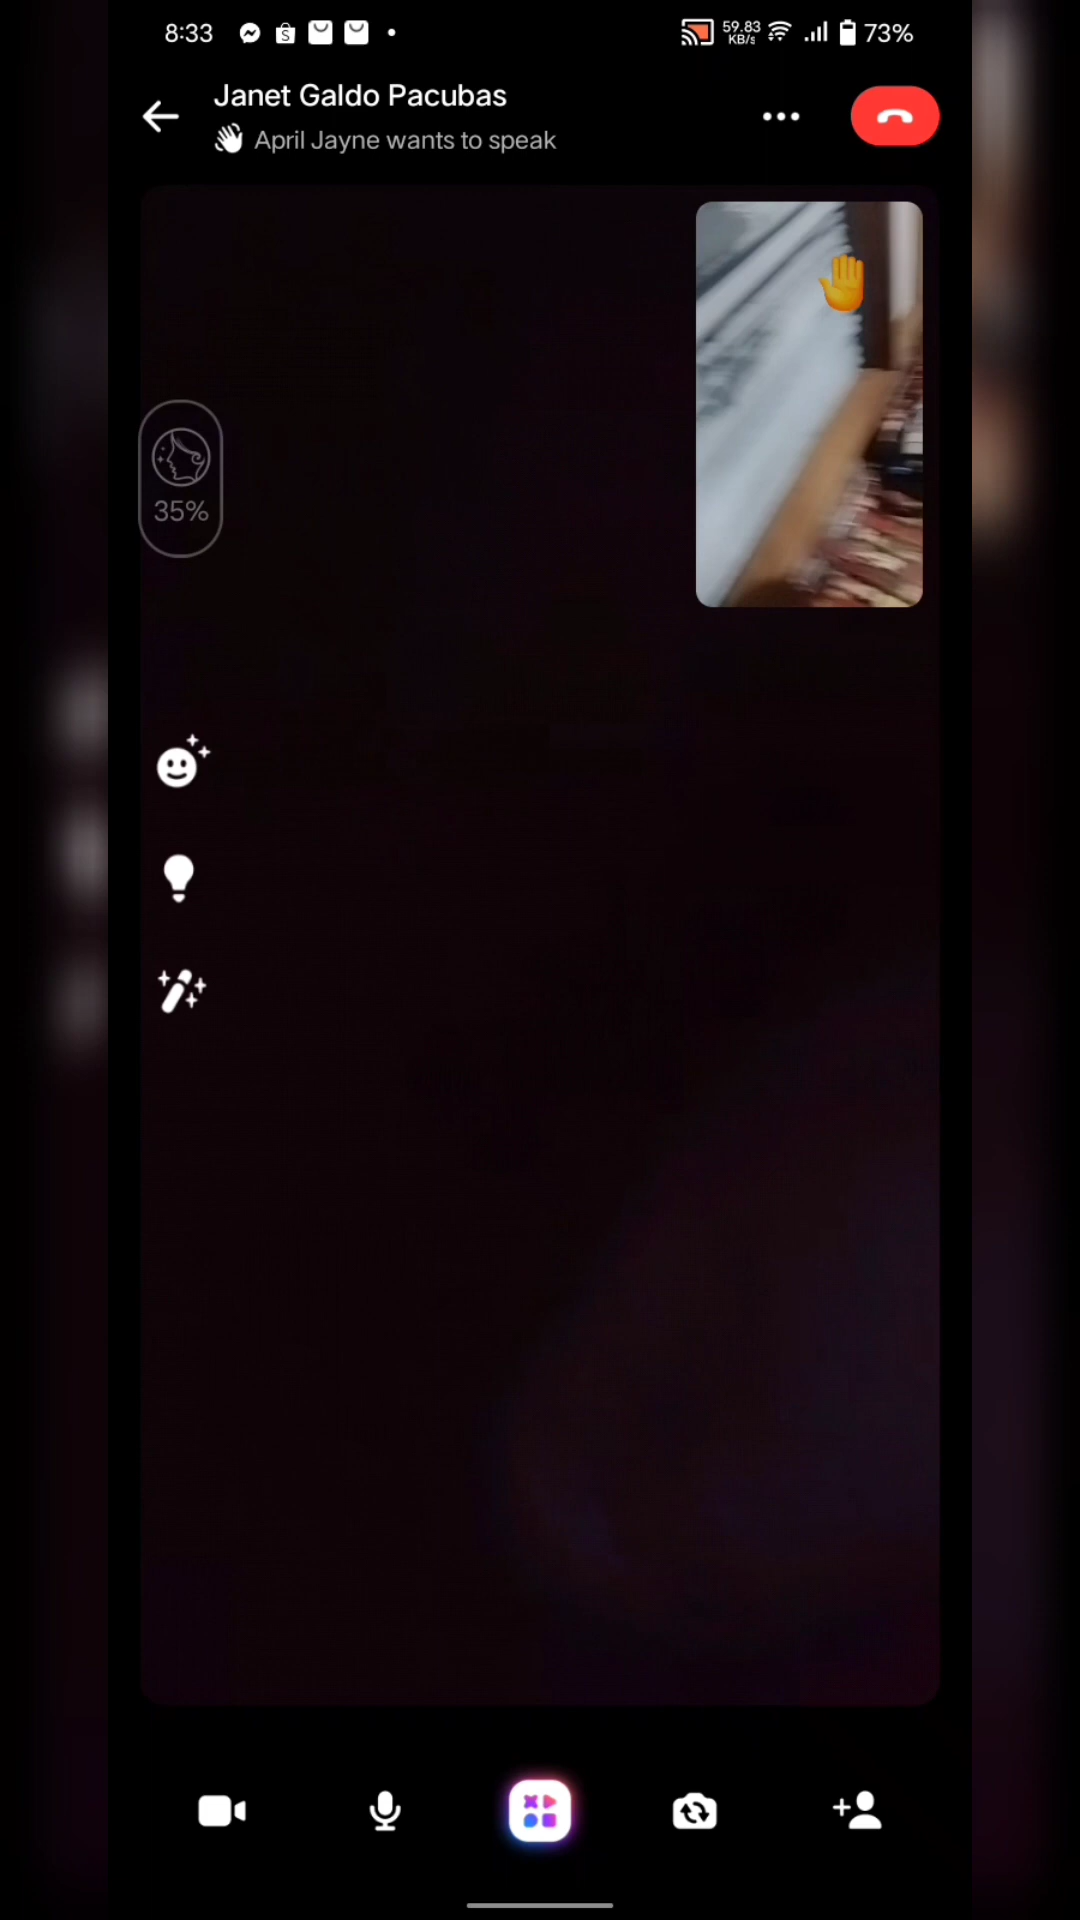 8:33
59.83
KB/s
73%
Janet Galdo Pacubas
April Jayne wants to speak
35%